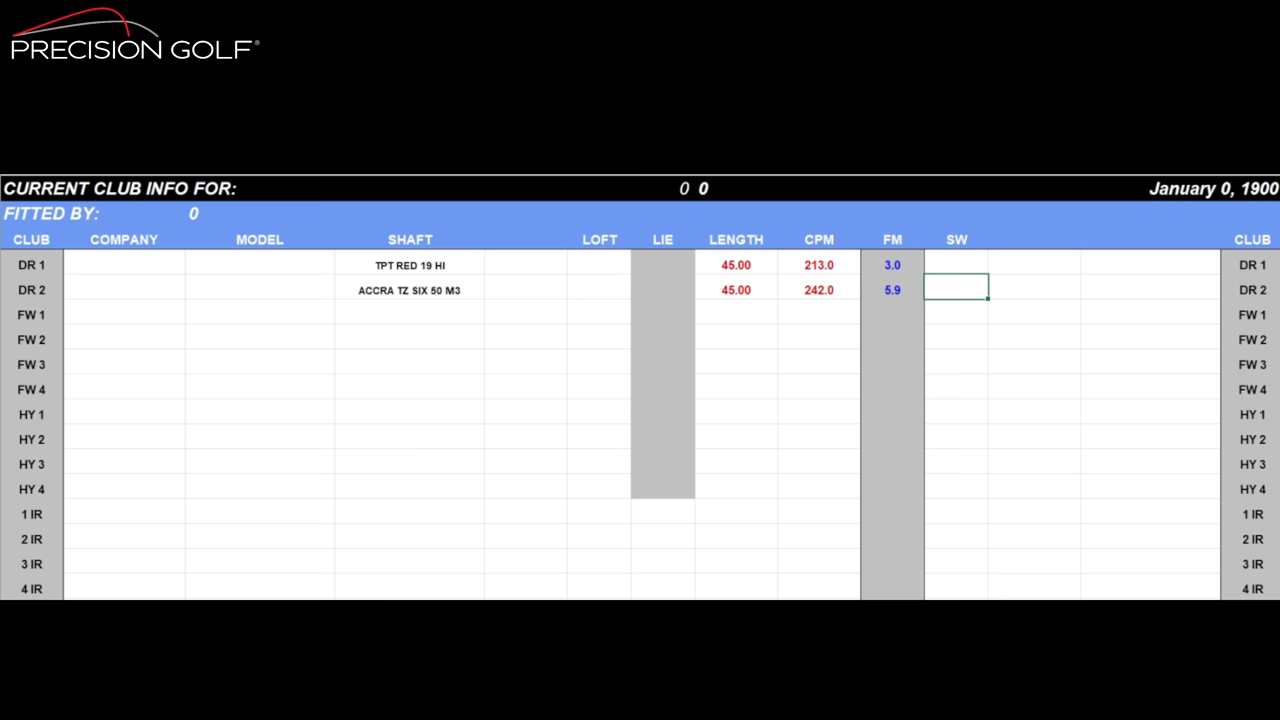 PRECISION GOLF®
CURRENT CLUB INFO FOR: 0 0 January 0, 1900
FITTED BY: 0
CLUB COMPANY MODEL SHAFT LOFT LIE LENGTH CPM FM SW CLUB
DR 1 TPT RED 19 HI 45.00 213.0 3.0 DR 1
DR 2 ACCRA TZ SIX 50 M3 45.00 242.0 5.9 DR 2
FW 1 FW 1
FW 2 FW 2
FW 3 FW 3
FW 4 FW 4
HY 1 HY 1
HY 2 HY 2
HY 3 HY 3
HY 4 HY 4
1 IR 1 IR
2 IR 2 IR
3 IR 3 IR
4 IR 4 IR